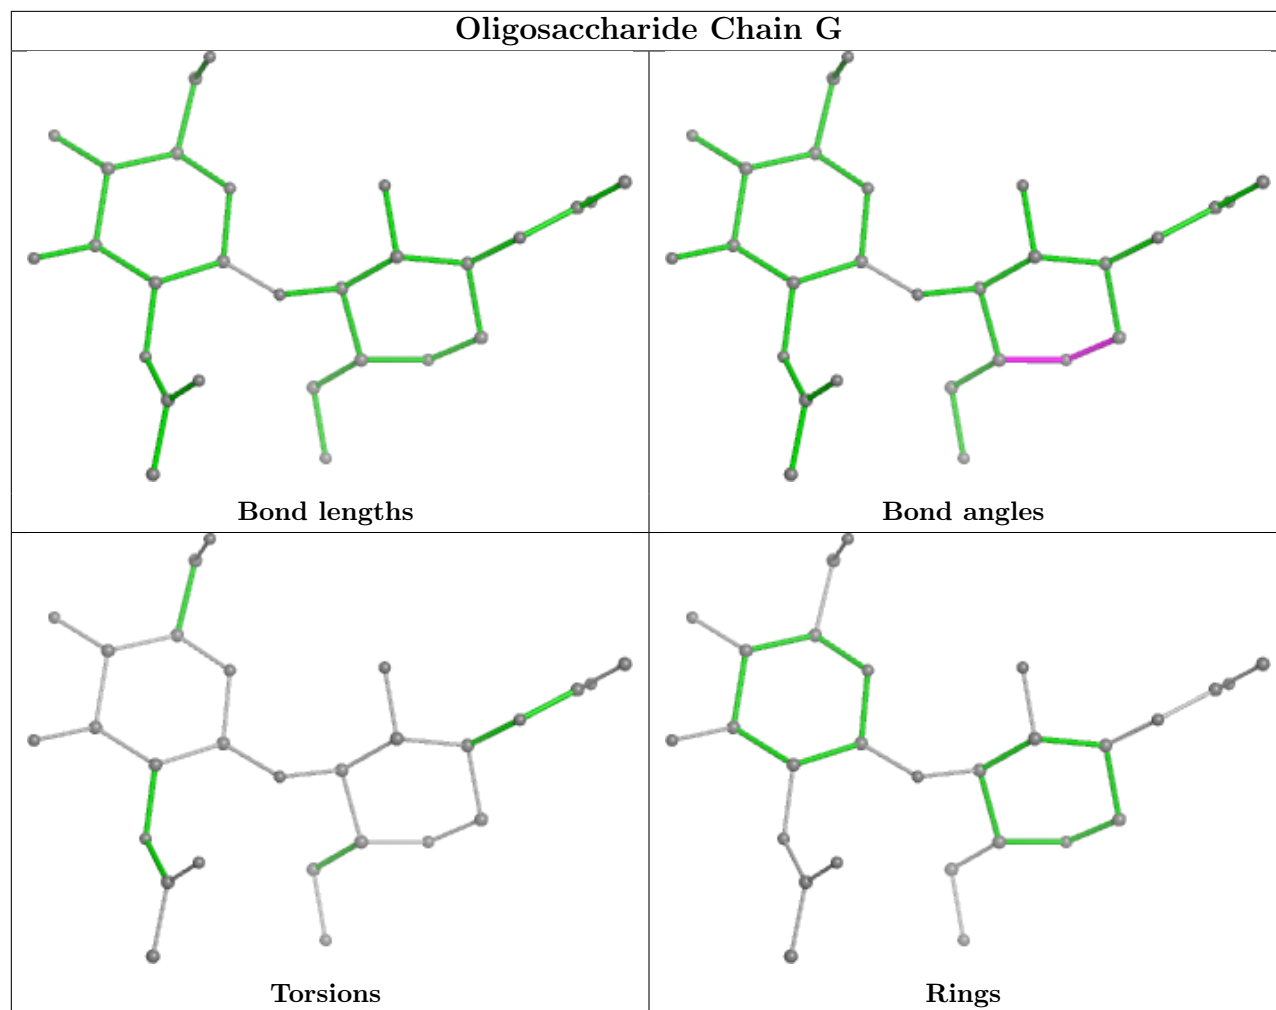 Oligosaccharide Chain G
Bond lengths
Bond angles
Torsions
Rings